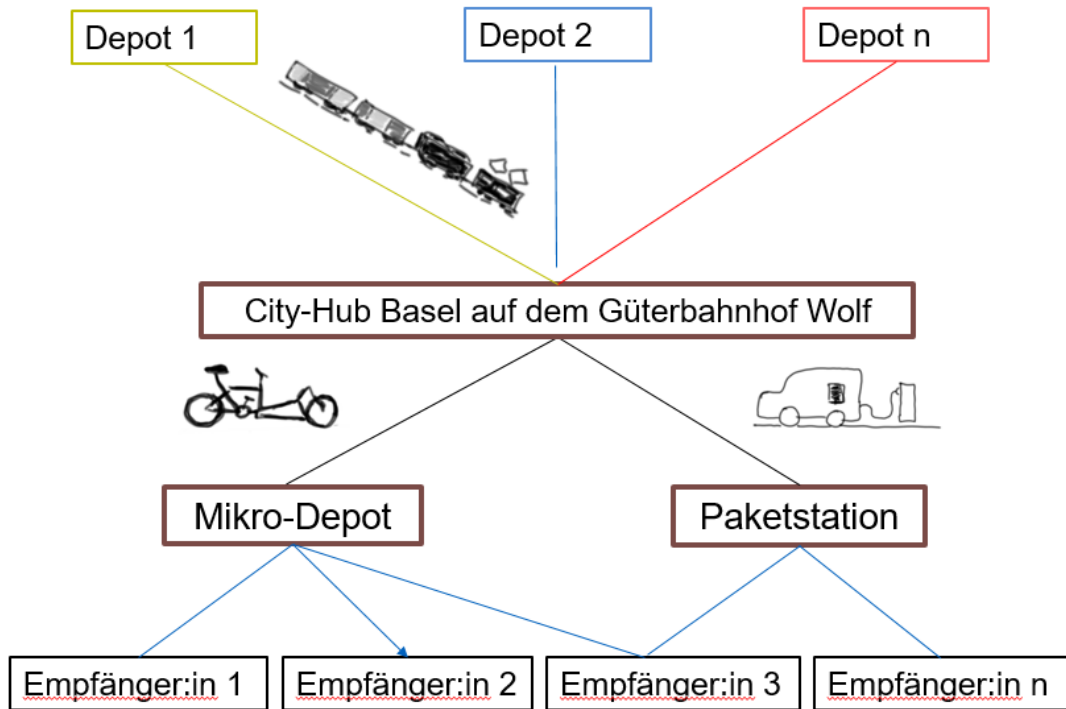 Depot 1
Depot 2
Depot n
City-Hub Basel auf dem Güterbahnhof Wolf
Mikro-Depot
Paketstation
Empfänger:in 1
Empfänger:in 2
Empfänger:in 3
Empfänger:in n